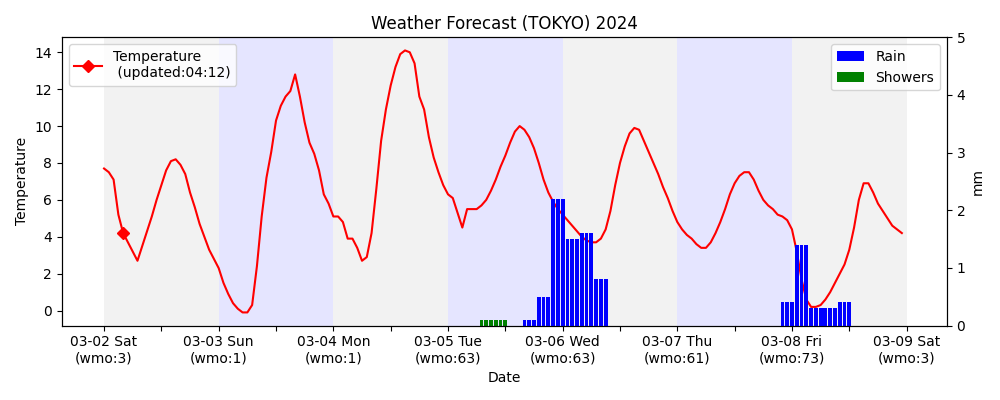 Weather Forecast (TOKYO) 2024
Temperature
(updated:04:12)
Rain
Showers
14
12
10
8
6
4
2
0
Temperature
5
4
3
2
1
0
mm
03-02 Sat
(wmo:3)
03-03 Sun
(wmo:1)
03-04 Mon
(wmo:1)
03-05 Tue
(wmo:63)
03-06 Wed
(wmo:63)
03-07 Thu
(wmo:61)
03-08 Fri
(wmo:73)
03-09 Sat
(wmo:3)
Date